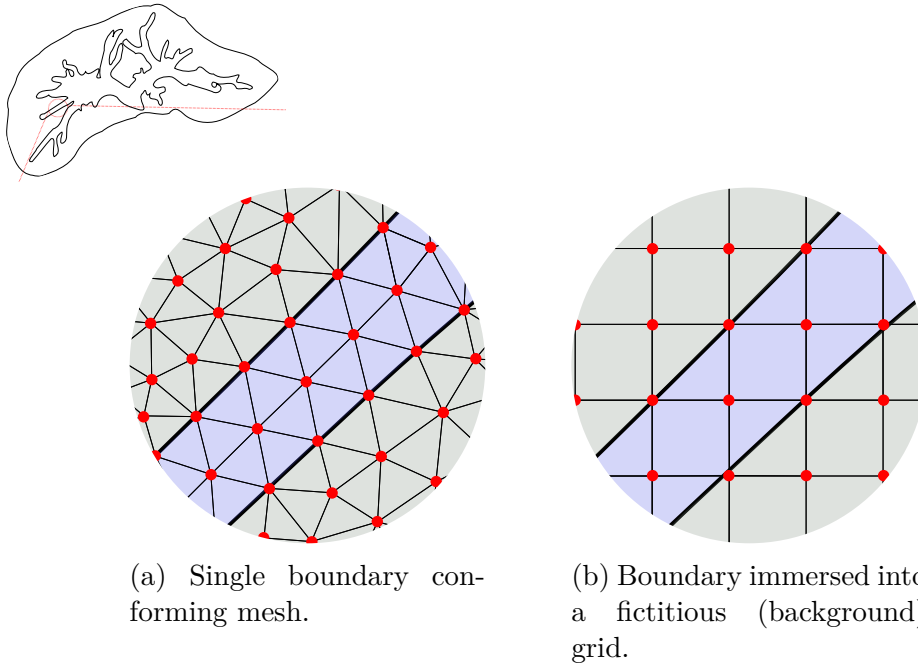 (a) Single boundary con-
forming mesh.
(b) Boundary immersed into
a fictitious (background)
grid.